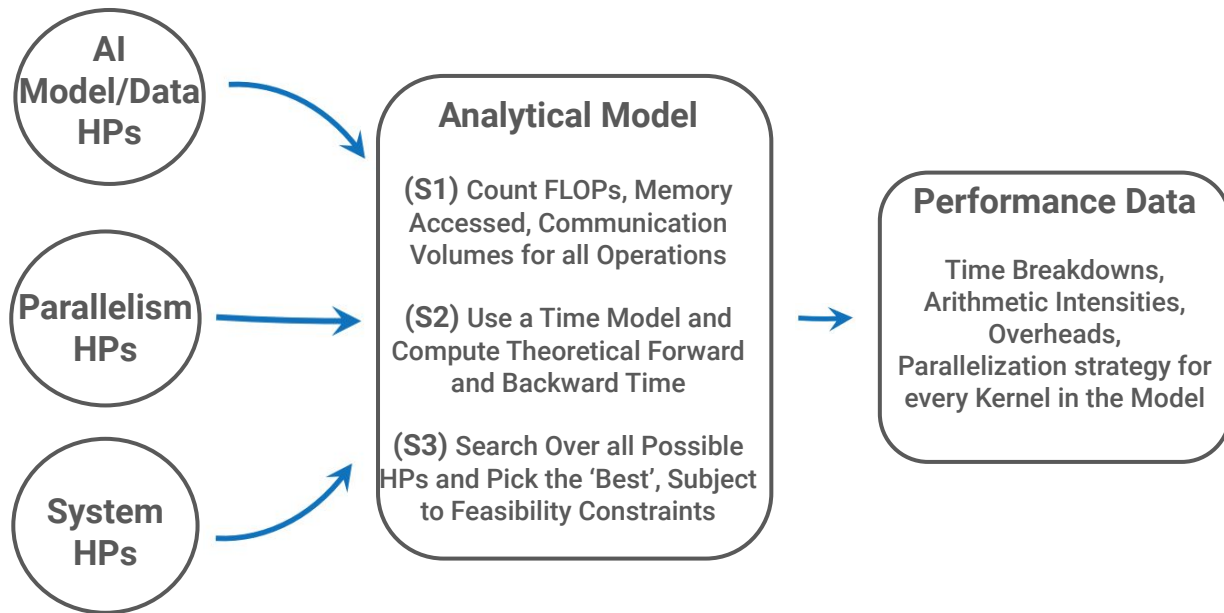 AI
Model/Data
HPs
Parallelism
HPs
System
HPs
Analytical Model
(S1) Count FLOPs, Memory
Accessed, Communication
Volumes for all Operations
(S2) Use a Time Model and
Compute Theoretical Forward
and Backward Time
(S3) Search Over all Possible
HPs and Pick the ‘Best’, Subject
to Feasibility Constraints
Performance Data
Time Breakdowns,
Arithmetic Intensities,
Overheads,
Parallelization strategy for
every Kernel in the Model